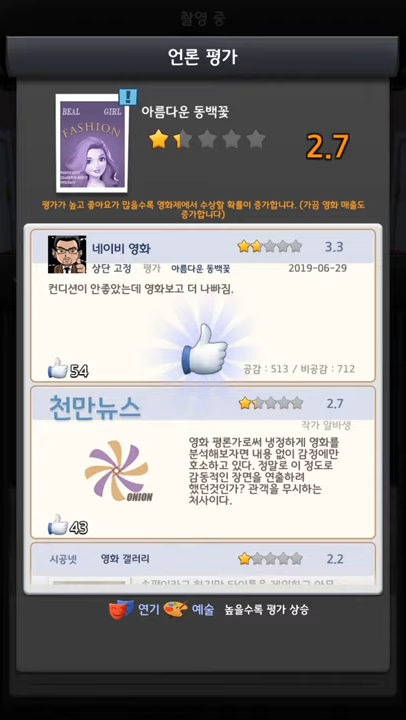 촬영 중
언론 평가
REAL GIRL
FASHION
아름다운 동백꽃
2.7
평가가 높고 좋아요가 많을수록 영화제에서 수상할 확률이 증가합니다. (가끔 영화 매출도
증가합니다)
네이비 영화
3.3
상단 고정 평가 아름다운 동백꽃 2019-06-29
컨디션이 안좋았는데 영화보고 더 나빠짐.
54
공감 : 513 / 비공감 : 712
천만뉴스
2.7
작가 알바생
영화 평론가로써 냉정하게 영화를
분석해보자면 내용 없이 감정에만
호소하고 있다. 정말로 이 정도로
감동적인 장면을 연출하려
했던것인가? 관객을 무시하는
처사이다.
ONION
43
시공넷 영화 갤러리 2.2
연기 예술 높을수록 평가 상승